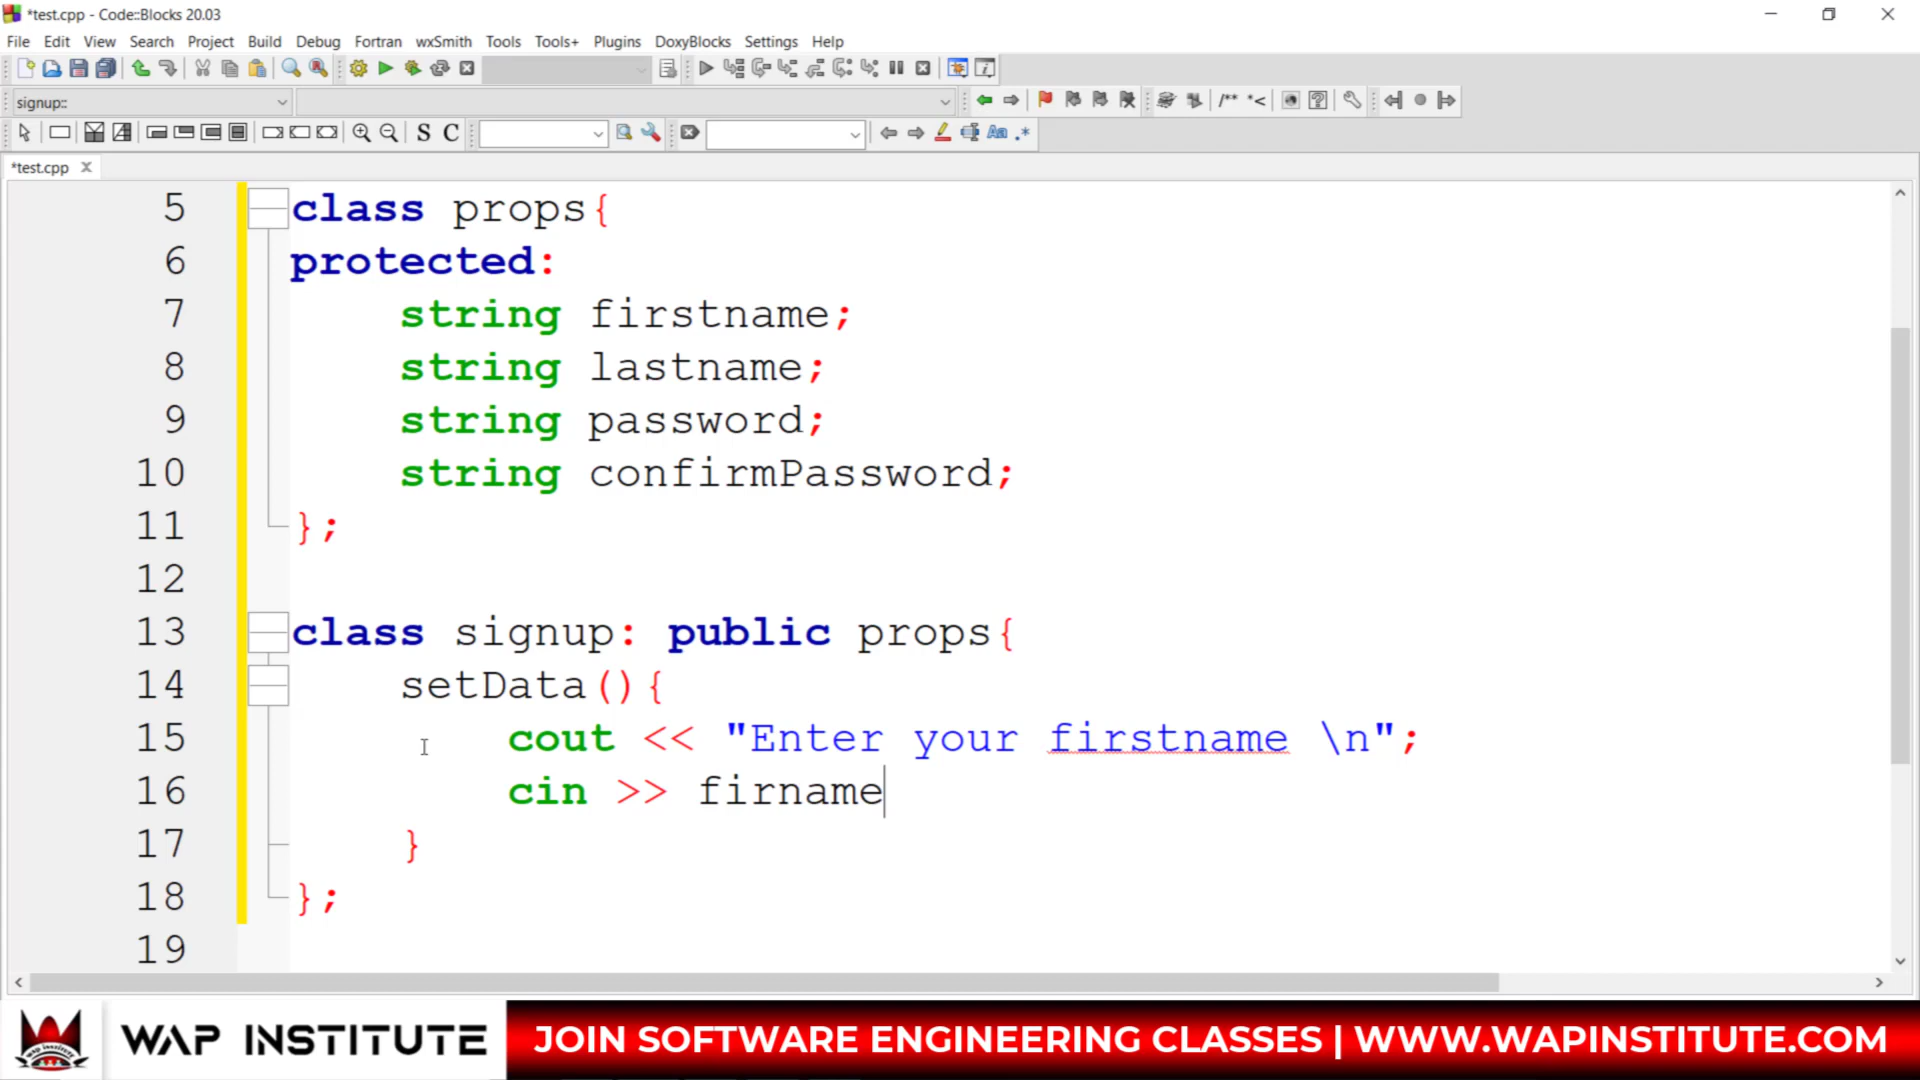 *test.cpp - Code::Blocks 20.03
File Edit View Search Project Build Debug Fortran wxSmith Tools Tools+ Plugins DoxyBlocks Settings Help
signup::
/** *<
S C
Aa .*
*test.cpp
5 class props{
6 protected:
7 string firstname;
8 string lastname;
9 string password;
10 string confirmPassword;
11 };
12
13 class signup: public props{
14 setData(){
15 cout << "Enter your firstname \n";
16 cin >> firname
17 }
18 };
19
WAP INSTITUTE
JOIN SOFTWARE ENGINEERING CLASSES | WWW.WAPINSTITUTE.COM